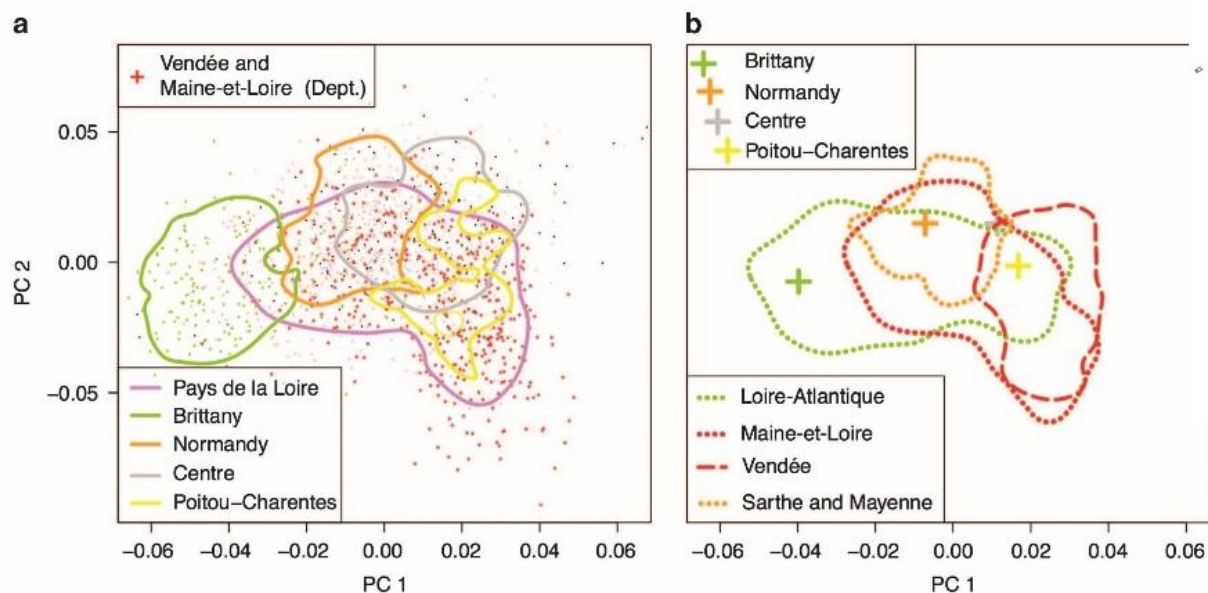 a
Vendée and
Maine-et-Loire (Dept.)
0.05
0.00
−0.05
PC 2
Pays de la Loire
Brittany
Normandy
Centre
Poitou−Charentes
−0.06 −0.04 −0.02 0.00 0.02 0.04 0.06
PC 1
b
Brittany
Normandy
Centre
Poitou−Charentes
Loire-Atlantique
Maine-et-Loire
Vendée
Sarthe and Mayenne
−0.06 −0.04 −0.02 0.00 0.02 0.04 0.06
PC 1